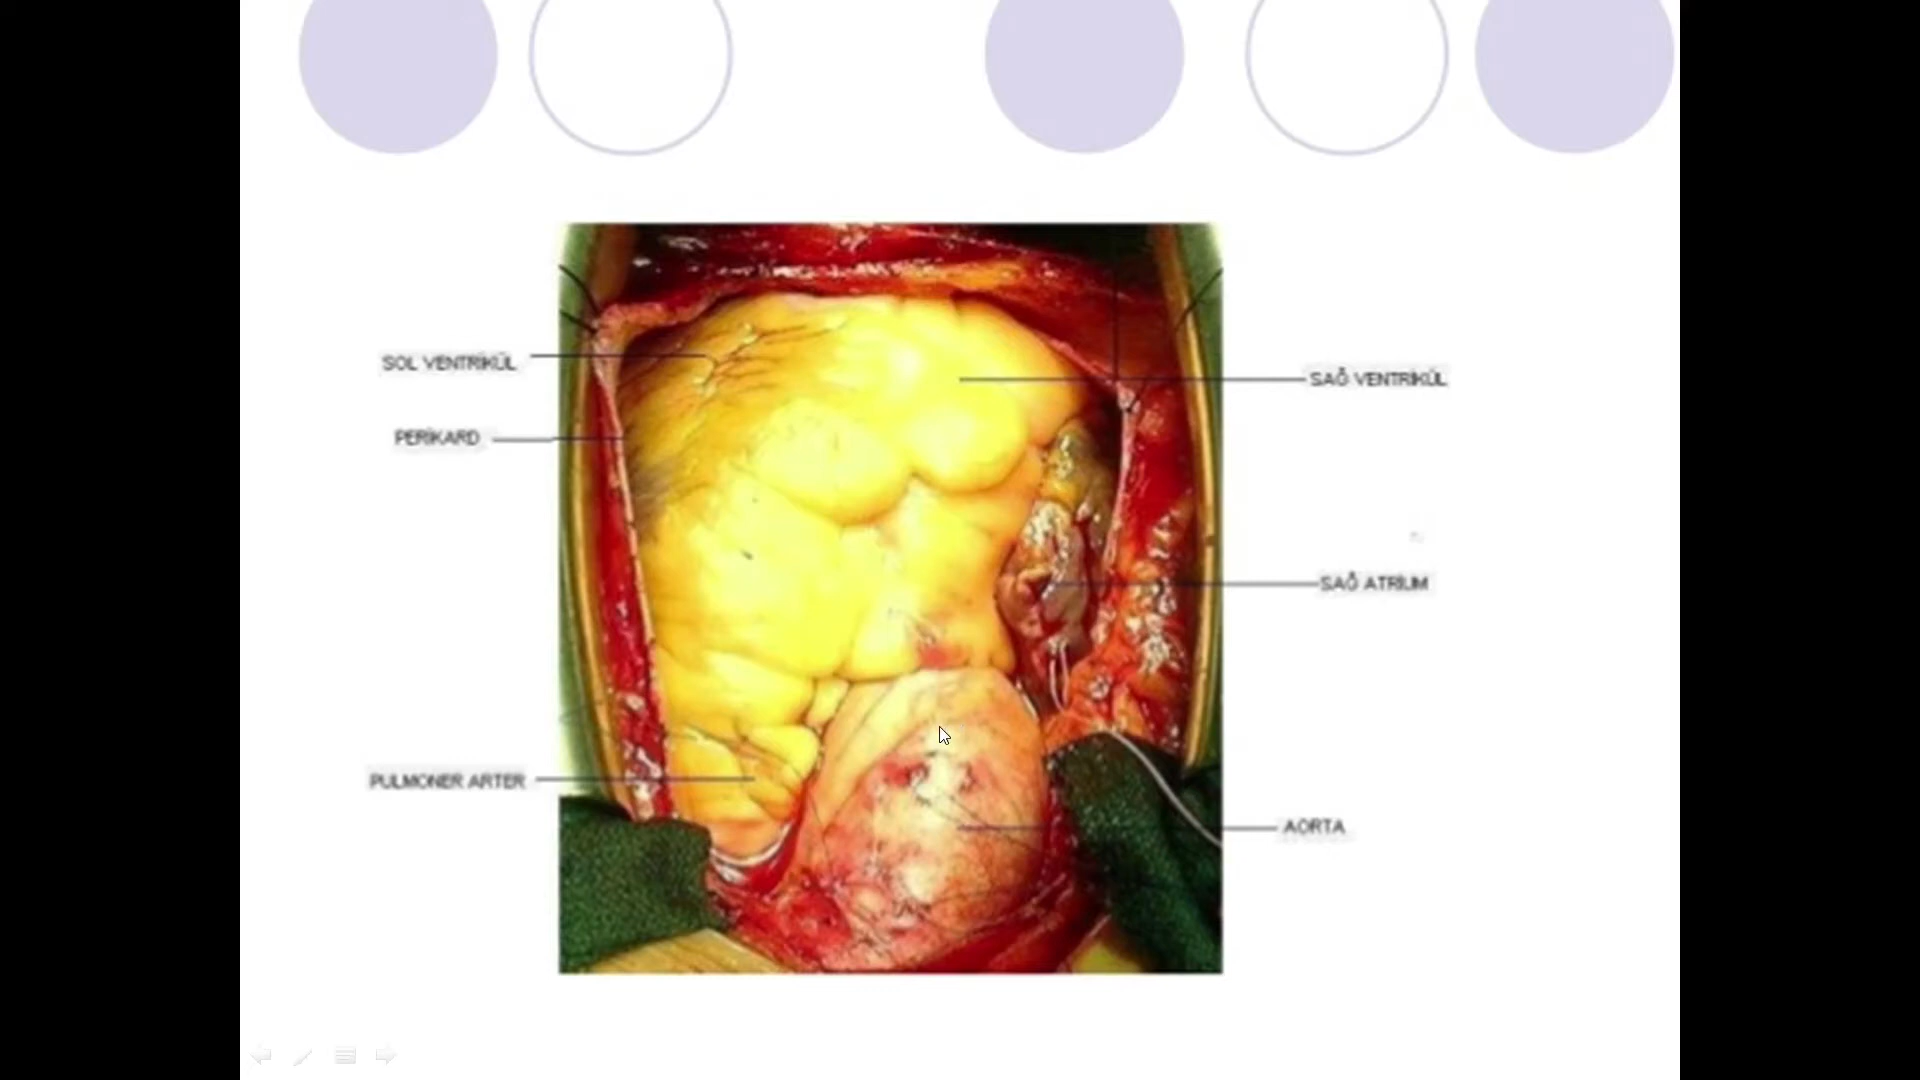 SOL VENTRİKÜL
SAĞ VENTRİKÜL
PERİKARD
SAĞ ATRİUM
PULMONER ARTER
AORTA